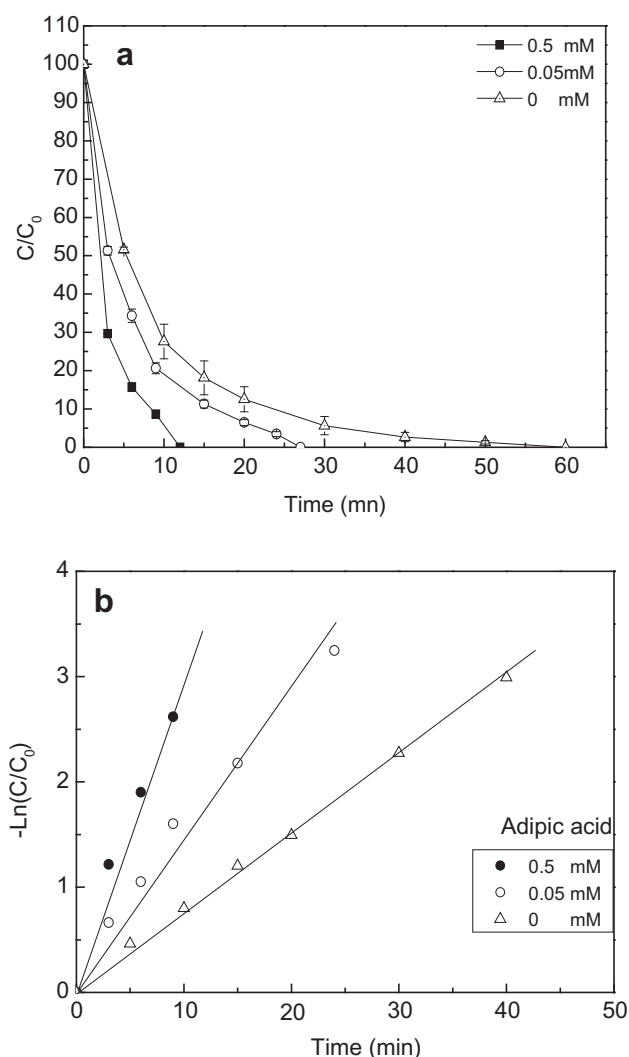 a
0.5 mM
0.05mM
0 mM
110
100
90
80
70
60
50
40
30
20
10
0
C/C0
0 10 20 30 40 50 60
Time (mn)
b
4
3
2
1
0
-Ln(C/C0)
Adipic acid
0.5 mM
0.05 mM
0 mM
0 10 20 30 40 50
Time (min)